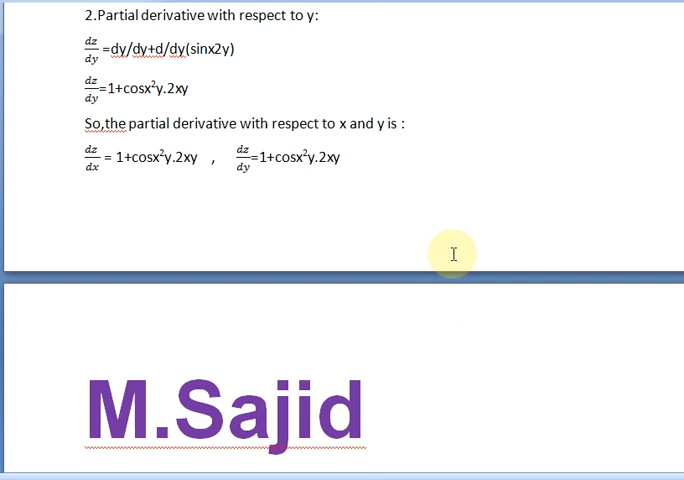 2.Partial derivative with respect to y:
dz/dy =dy/dy+d/dy(sinx2y)
dz/dy=1+cosx²y.2xy
So,the partial derivative with respect to x and y is :
dz/dx = 1+cosx²y.2xy , dz/dy=1+cosx²y.2xy
M.Sajid